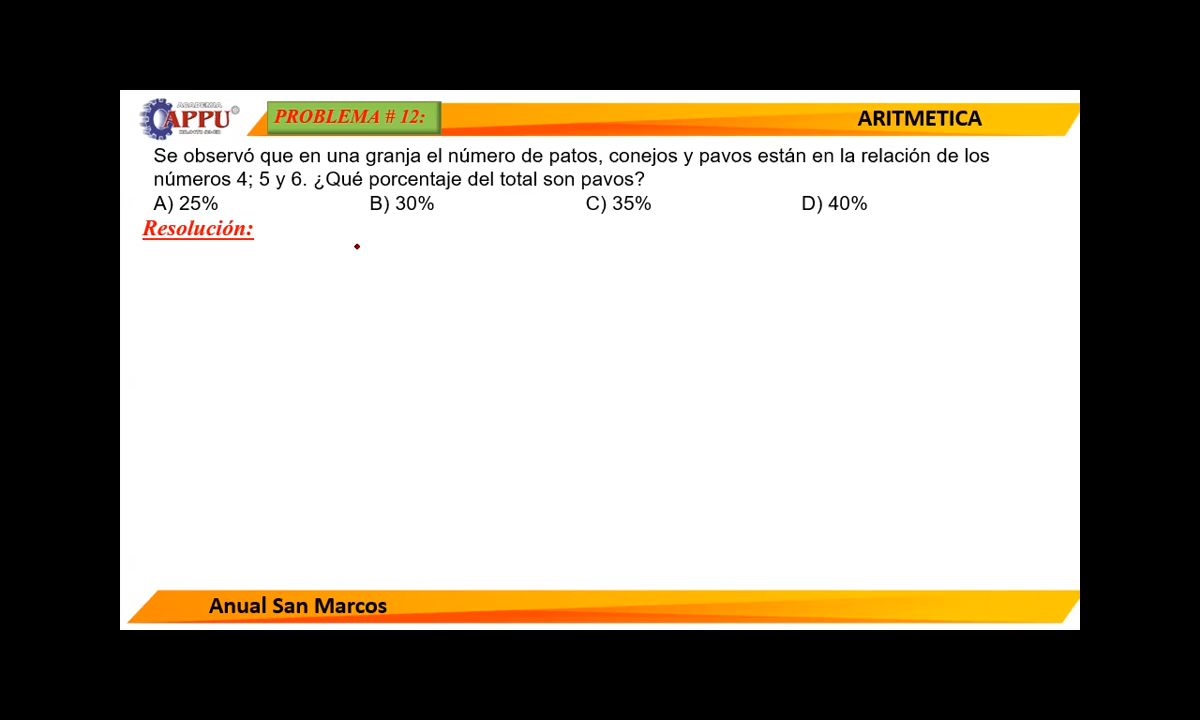 ACADEMIA
APPU
PROBLEMA # 12:
ARITMETICA
Se observó que en una granja el número de patos, conejos y pavos están en la relación de los
números 4; 5 y 6. ¿Qué porcentaje del total son pavos?
A) 25% B) 30% C) 35% D) 40%
Resolución:
Anual San Marcos